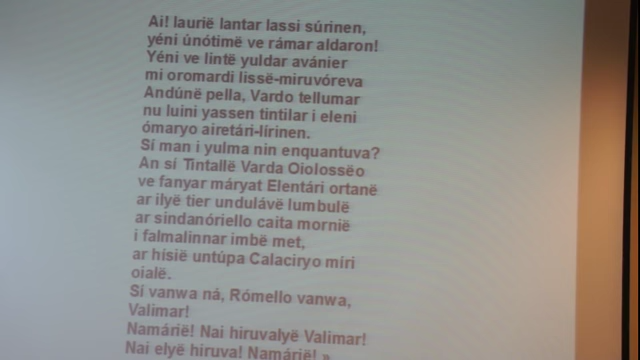 Ai! laurië lantar lassi súrinen,
yéni únótimë ve rámar aldaron!
Yéni ve lintë yuldar avánier
mi oromardi lissë-miruvóreva
Andúnë pella, Vardo tellumar
nu luini yassen tintilar i eleni
ómaryo airetári-lírinen.
Sí man i yulma nin enquantuva?
An sí Tintallë Varda Oiolossëo
ve fanyar máryat Elentári ortanë
ar ilyë tier undulávë lumbulë
ar sindanóriello caita mornië
i falmalinnar imbë met,
ar hísië untúpa Calaciryo míri
oialë.
Sí vanwa ná, Rómello vanwa,
Valimar!
Namárië! Nai hiruvalyë Valimar!
Nai elyë hiruva! Namárië! »